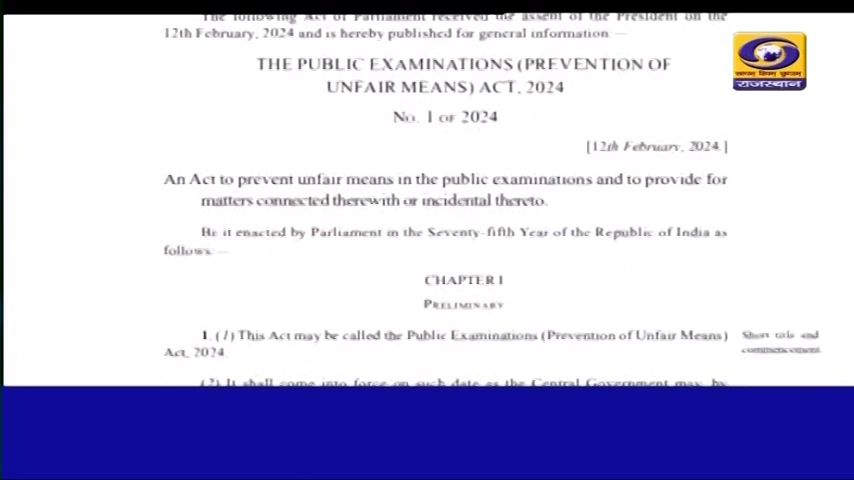 The following Act of Parliament received the assent of the President on the
12th February, 2024 and is hereby published for general information:—
THE PUBLIC EXAMINATIONS (PREVENTION OF
UNFAIR MEANS) ACT, 2024
NO. 1 OF 2024
[12th February, 2024.]
An Act to prevent unfair means in the public examinations and to provide for
matters connected therewith or incidental thereto.
BE it enacted by Parliament in the Seventy-fifth Year of the Republic of India as
follows:—
CHAPTER I
PRELIMINARY
1. (1) This Act may be called the Public Examinations (Prevention of Unfair Means)
Act, 2024.
Short title and
commencement.
(2) It shall come into force on such date as the Central Government may, by
सत्यम् शिवम् सुन्दरम्
राजस्थान